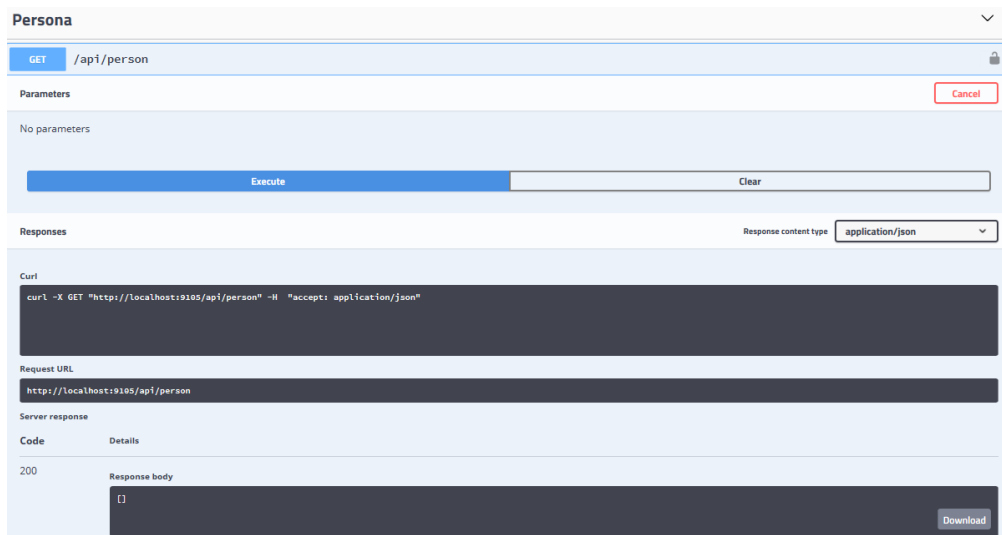 Persona
GET /api/person
Parameters Cancel
No parameters
Execute Clear
Responses Response content type application/json
Curl
curl -X GET "http://localhost:9105/api/person" -H  "accept: application/json"
Request URL
http://localhost:9105/api/person
Server response
Code Details
200 Response body
[]
Download